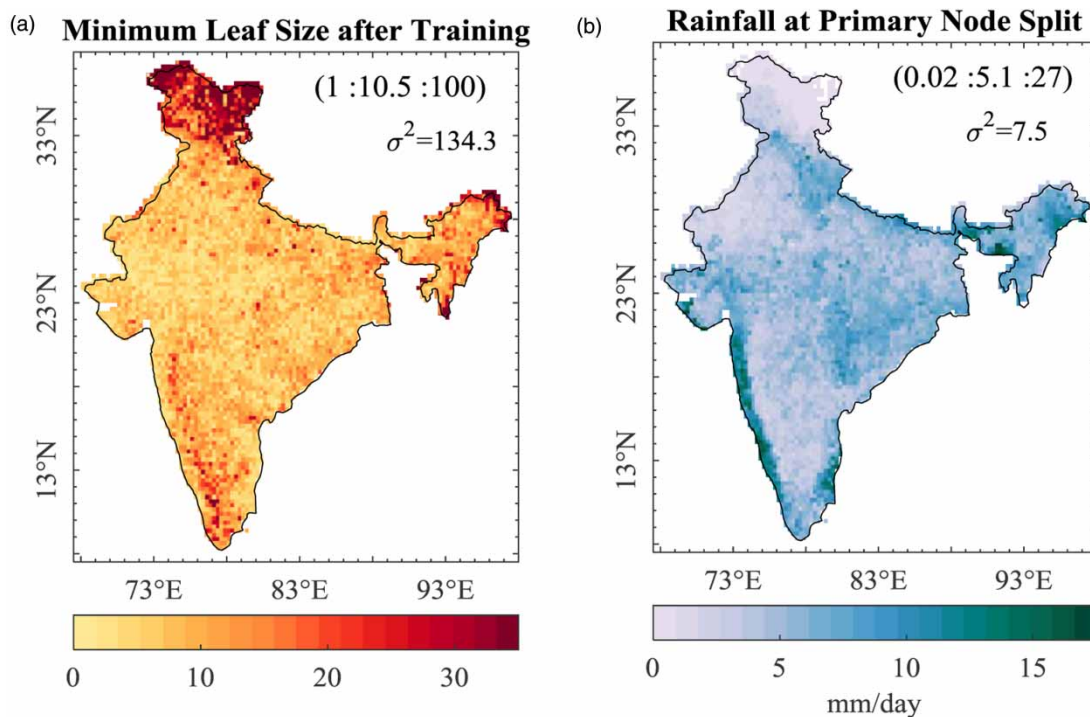 (a) Minimum Leaf Size after Training
(1 :10.5 :100)
σ²=134.3
33°N
23°N
13°N
73°E 83°E 93°E
0 10 20 30
(b) Rainfall at Primary Node Split
(0.02 :5.1 :27)
σ²=7.5
33°N
23°N
13°N
73°E 83°E 93°E
0 5 10 15
mm/day